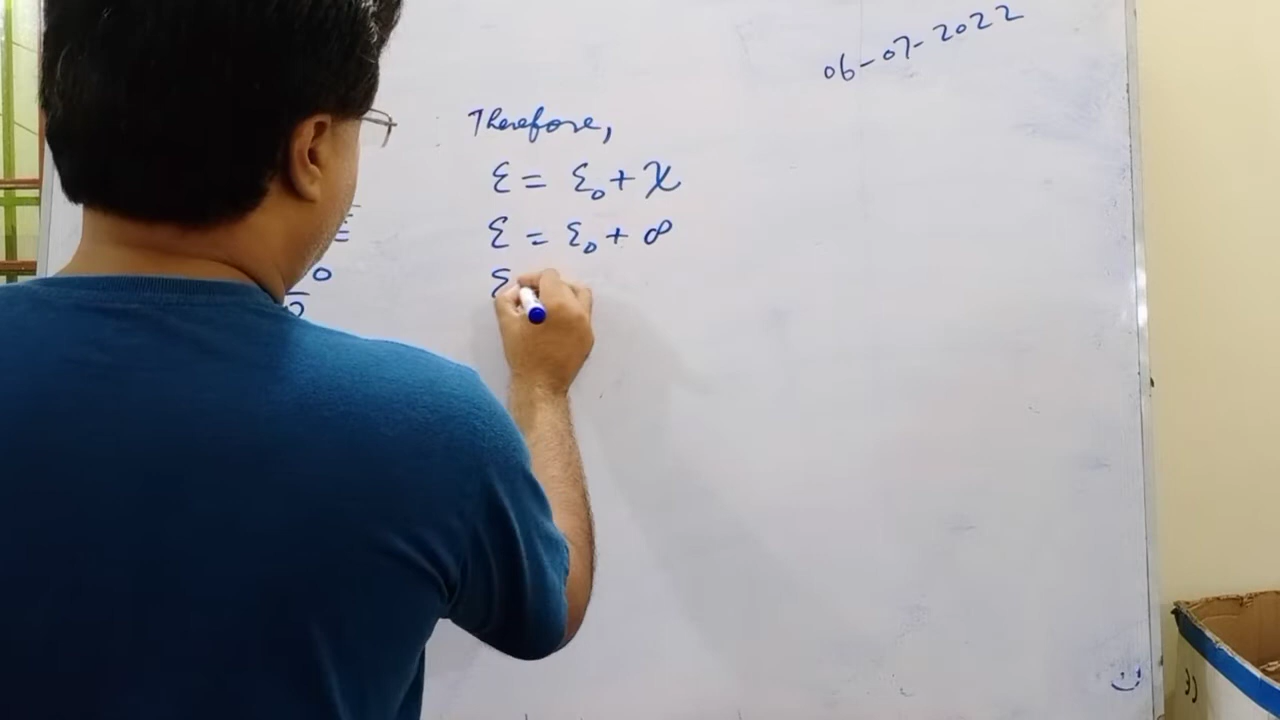 06-07-2022
Therefore,
ε = ε₀ + χ
ε = ε₀ + ∞
ε
0